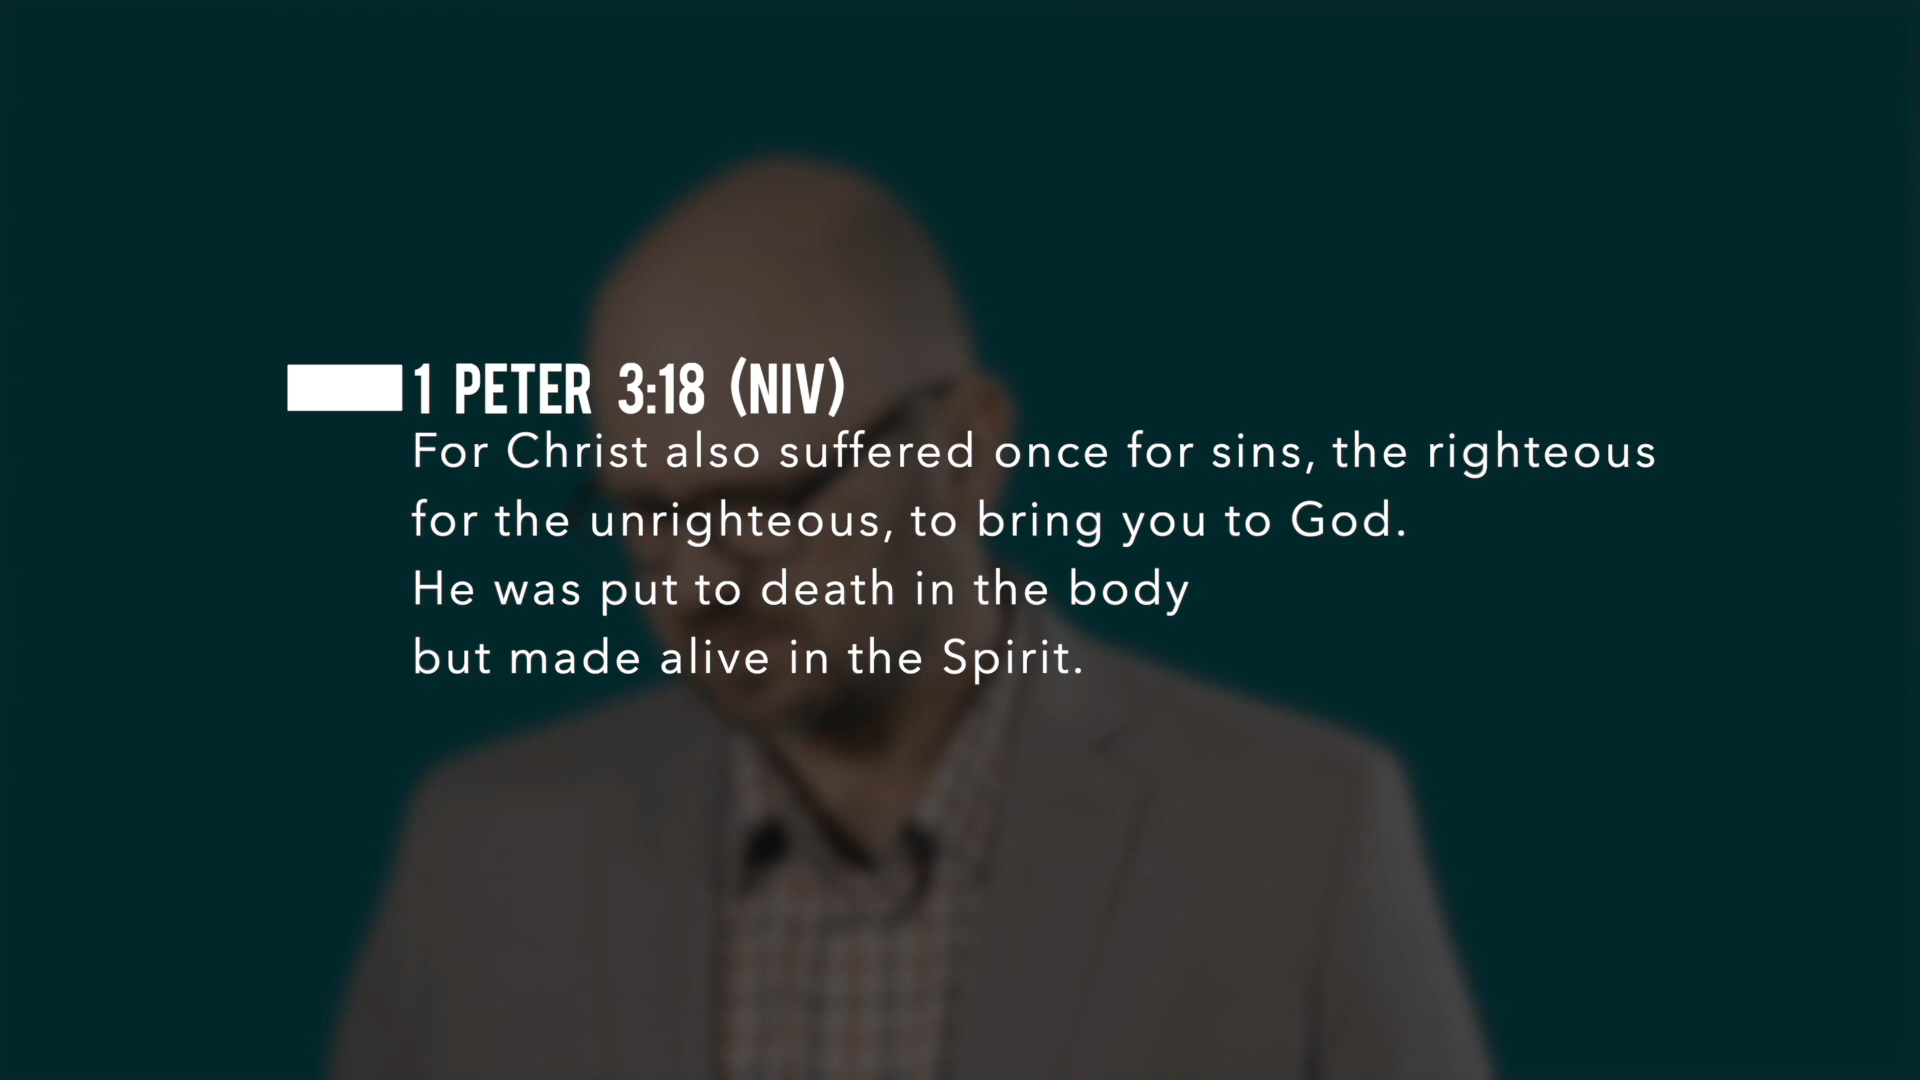 1 PETER 3:18 (NIV)
For Christ also suffered once for sins, the righteous
for the unrighteous, to bring you to God.
He was put to death in the body
but made alive in the Spirit.